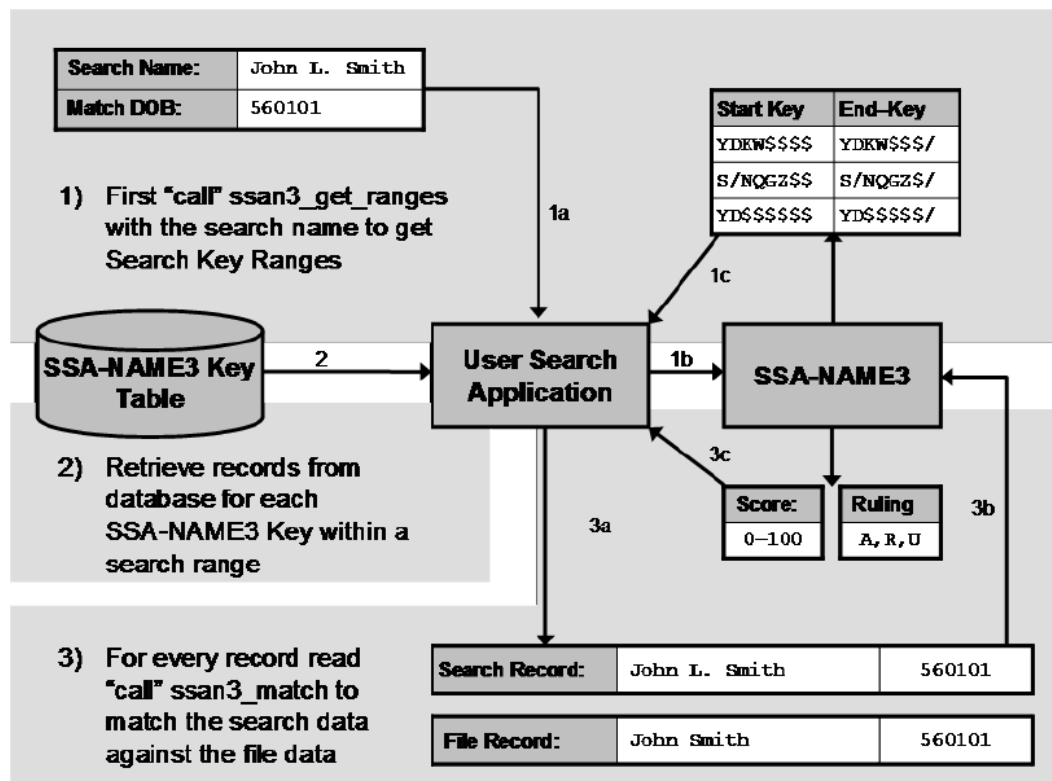 Search Name: John L. Smith
Match DOB: 560101
1) First "call" ssan3_get_ranges
with the search name to get
Search Key Ranges
1a
Start Key End–Key
YDKW$$$$ YDKW$$$/
S/NQGZ$$ S/NQGZ$/
YD$$$$$$ YD$$$$$/
1c
SSA-NAME3 Key
Table
2
User Search
Application
1b
SSA-NAME3
2) Retrieve records from
database for each
SSA-NAME3 Key within a
search range
3a
3c
Score:
0–100
Ruling
A,R,U
3b
3) For every record read
"call" ssan3_match to
match the search data
against the file data
Search Record: John L. Smith 560101
File Record: John Smith 560101